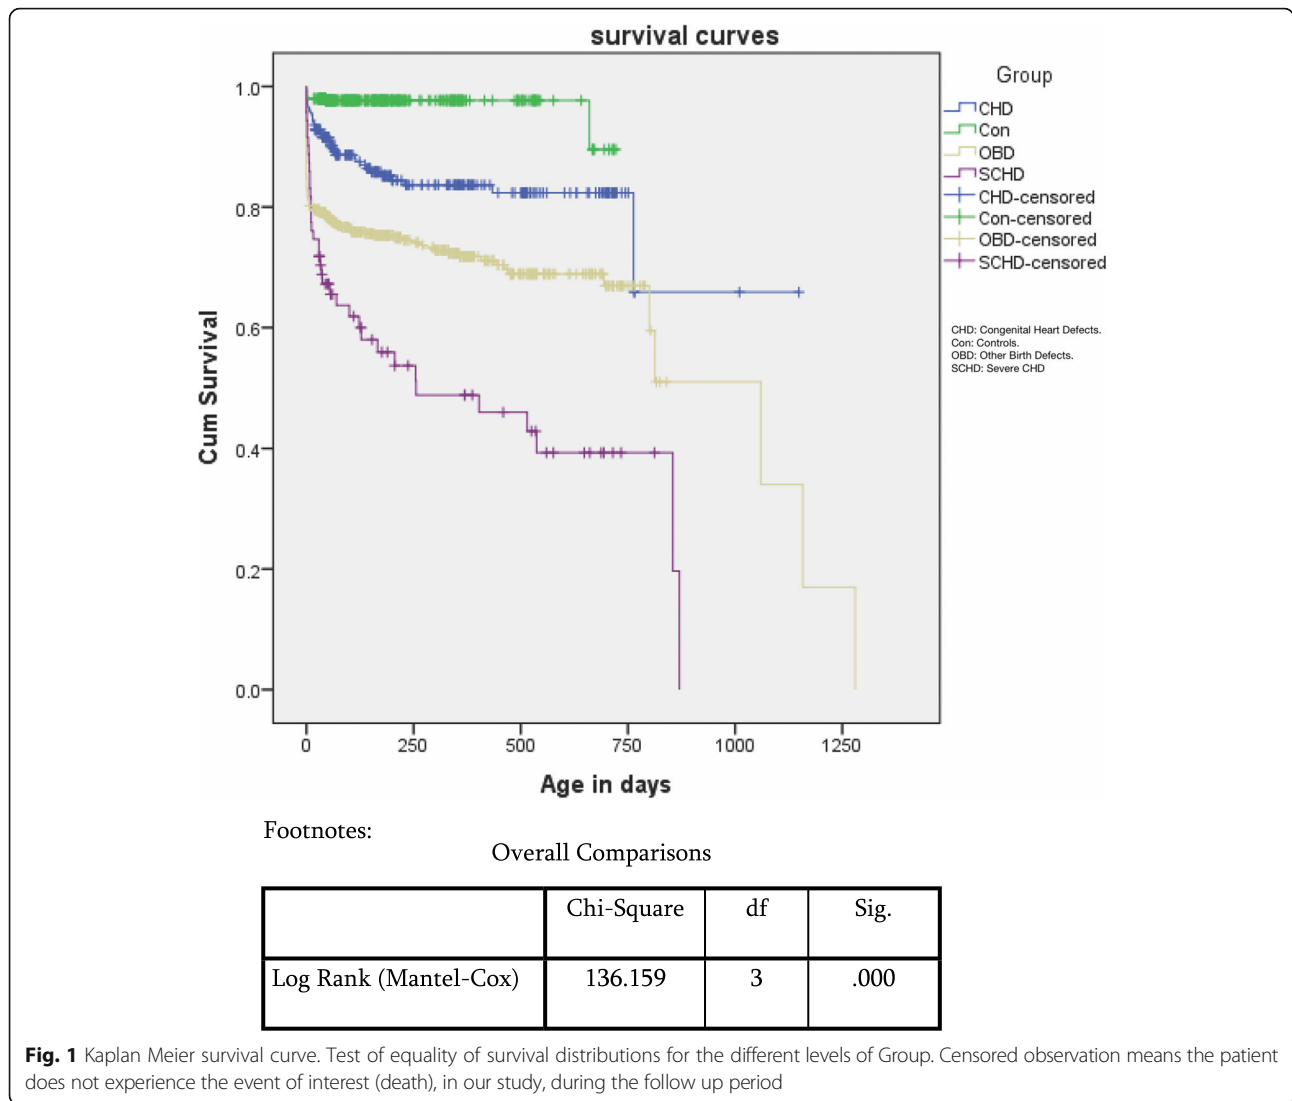 survival curves
Group
CHD
Con
OBD
SCHD
CHD-censored
Con-censored
OBD-censored
SCHD-censored
CHD: Congenital Heart Defects.
Con: Controls.
OBD: Other Birth Defects.
SCHD: Severe CHD
Cum Survival
1.0
0.8
0.6
0.4
0.2
0.0
0 250 500 750 1000 1250
Age in days
Footnotes:
Overall Comparisons
Chi-Square df Sig.
Log Rank (Mantel-Cox) 136.159 3 .000
Fig. 1 Kaplan Meier survival curve. Test of equality of survival distributions for the different levels of Group. Censored observation means the patient
does not experience the event of interest (death), in our study, during the follow up period